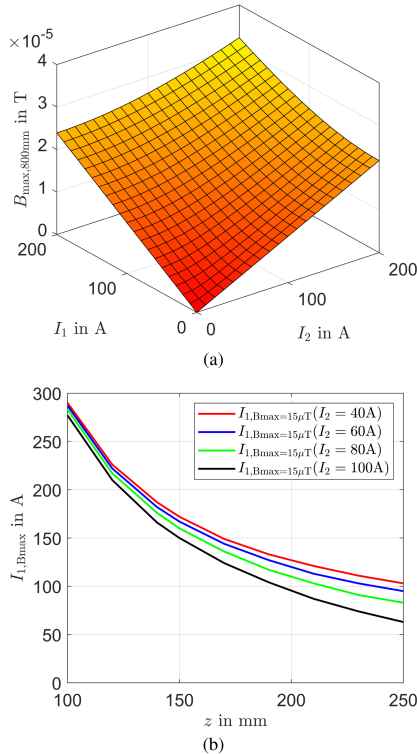 ×10⁻⁵
4
3
2
1
0
B_max,800mm in T
200
100
0
I₁ in A
0
100
200
I₂ in A
(a)
300
250
200
150
100
50
0
I_1,Bmax in A
I_1,Bmax=15μT(I₂ = 40A)
I_1,Bmax=15μT(I₂ = 60A)
I_1,Bmax=15μT(I₂ = 80A)
I_1,Bmax=15μT(I₂ = 100A)
100 150 200 250
z in mm
(b)